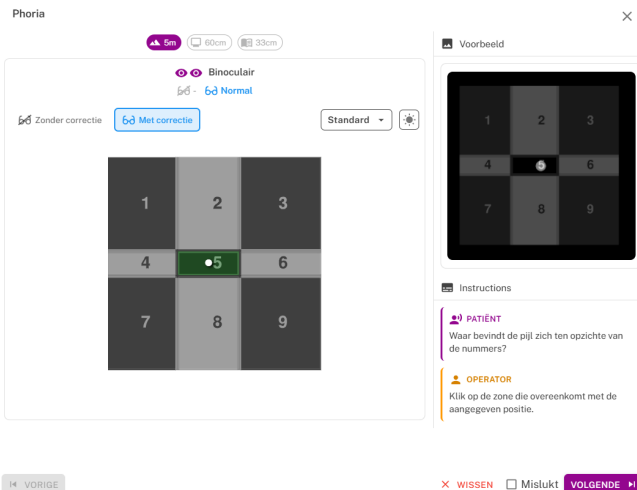 Phoria
5m 60cm 33cm
Binoculair
- Normal
Zonder correctie Met correctie Standard
1 2 3
4 5 6
7 8 9
Voorbeeld
1 2 3
4 5 6
7 8 9
Instructions
PATIËNT
Waar bevindt de pijl zich ten opzichte van
de nummers?
OPERATOR
Klik op de zone die overeenkomt met de
aangegeven positie.
VORIGE WISSEN Mislukt VOLGENDE